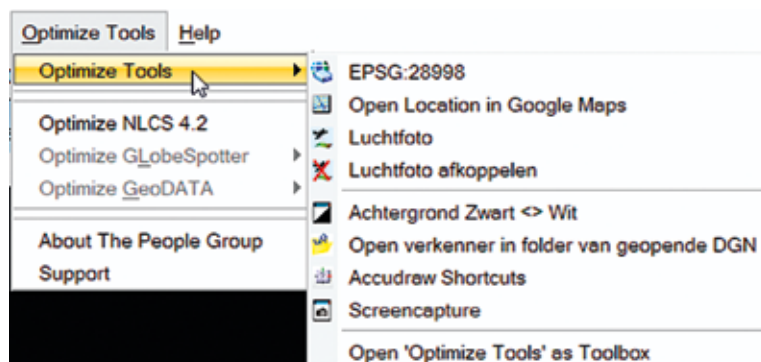 Optimize Tools Help
Optimize Tools
Optimize NLCS 4.2
Optimize GLobeSpotter
Optimize GeoDATA
About The People Group
Support
EPSG:28998
Open Location in Google Maps
Luchtfoto
Luchtfoto afkoppelen
Achtergrond Zwart <> Wit
Open verkenner in folder van geopende DGN
Accudraw Shortcuts
Screencapture
Open 'Optimize Tools' as Toolbox